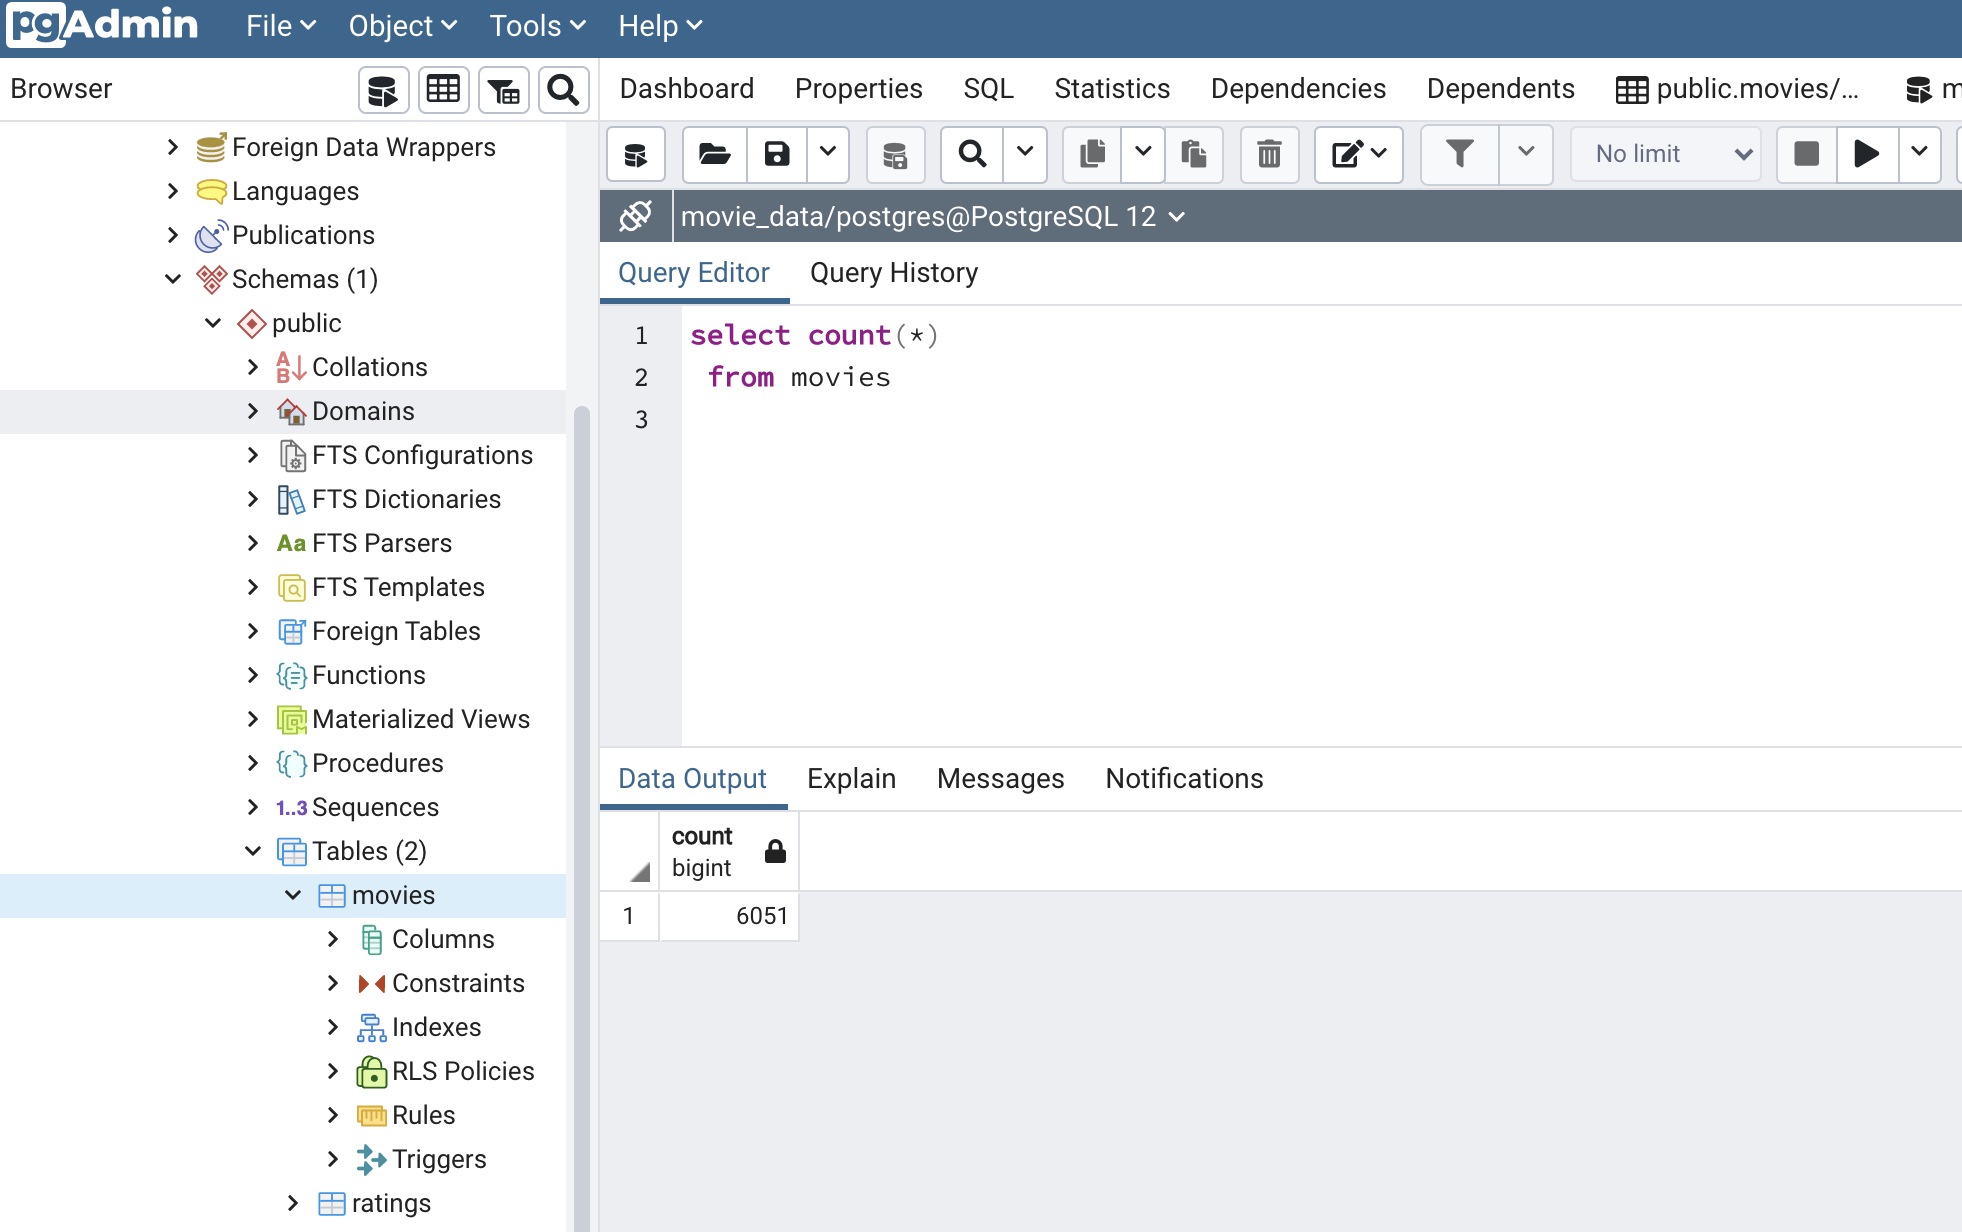 pgAdmin File Object Tools Help
Browser
Dashboard Properties SQL Statistics Dependencies Dependents public.movies/... m
Foreign Data Wrappers
Languages
Publications
Schemas (1)
public
Collations
Domains
FTS Configurations
FTS Dictionaries
Aa FTS Parsers
FTS Templates
Foreign Tables
Functions
Materialized Views
Procedures
1..3 Sequences
Tables (2)
movies
Columns
Constraints
Indexes
RLS Policies
Rules
Triggers
ratings
No limit
movie_data/postgres@PostgreSQL 12
Query Editor Query History
1 select count(*)
2 from movies
3
Data Output Explain Messages Notifications
count
bigint
1 6051